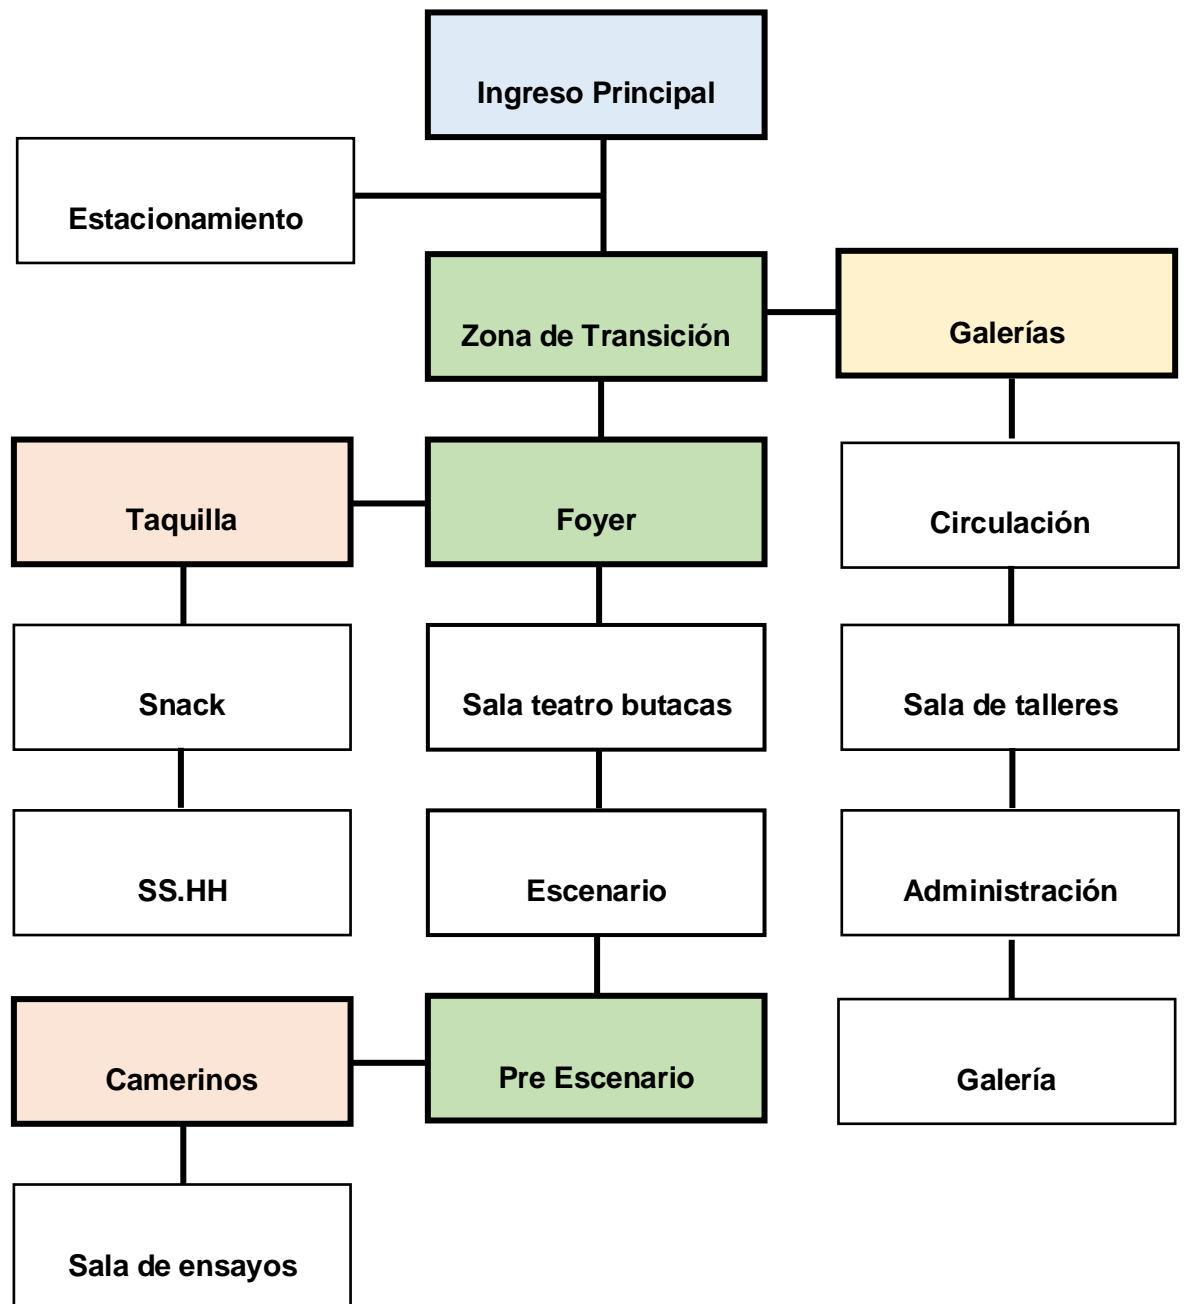 Ingreso Principal
Estacionamiento
Zona de Transición
Galerías
Taquilla
Foyer
Circulación
Snack
Sala teatro butacas
Sala de talleres
SS.HH
Escenario
Administración
Camerinos
Pre Escenario
Galería
Sala de ensayos